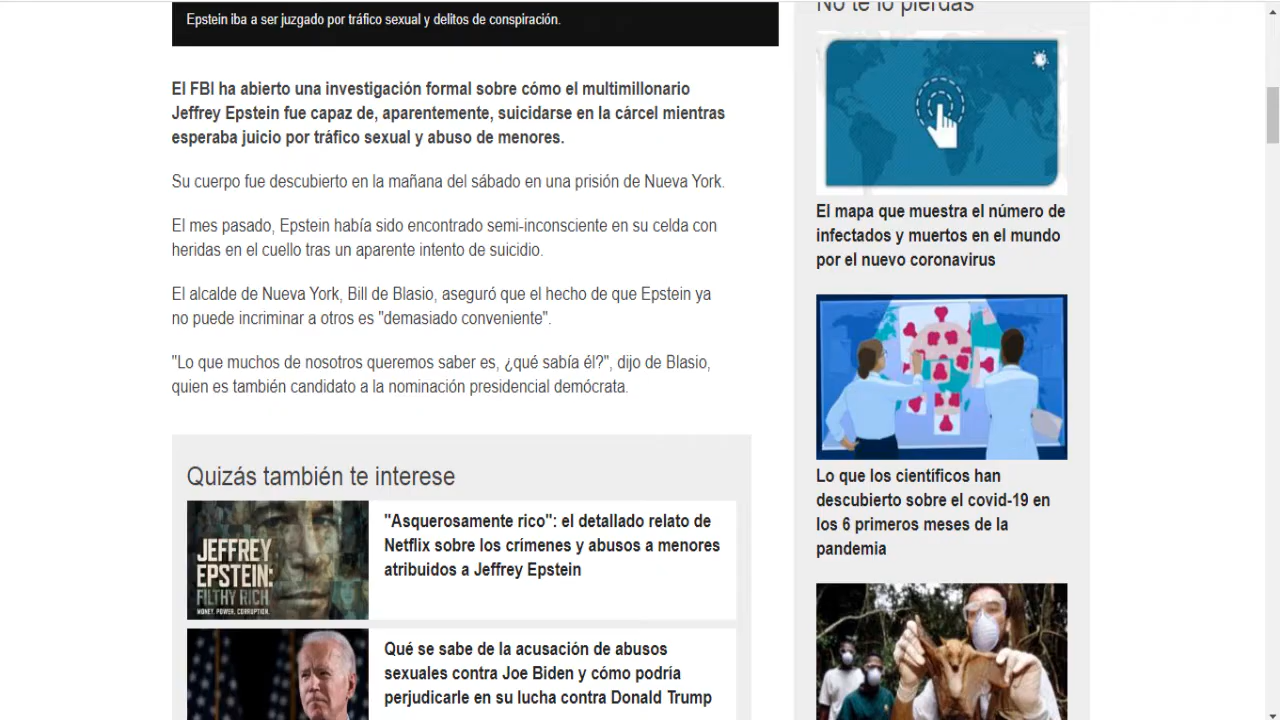 Epstein iba a ser juzgado por tráfico sexual y delitos de conspiración.
El FBI ha abierto una investigación formal sobre cómo el multimillonario
Jeffrey Epstein fue capaz de, aparentemente, suicidarse en la cárcel mientras
esperaba juicio por tráfico sexual y abuso de menores.
Su cuerpo fue descubierto en la mañana del sábado en una prisión de Nueva York.
El mes pasado, Epstein había sido encontrado semi-inconsciente en su celda con
heridas en el cuello tras un aparente intento de suicidio.
El alcalde de Nueva York, Bill de Blasio, aseguró que el hecho de que Epstein ya
no puede incriminar a otros es "demasiado conveniente".
"Lo que muchos de nosotros queremos saber es, ¿qué sabía él?", dijo de Blasio,
quien es también candidato a la nominación presidencial demócrata.
Quizás también te interese
JEFFREY
EPSTEIN:
FILTHY RICH
MONEY. POWER. CORRUPTION.
"Asquerosamente rico": el detallado relato de
Netflix sobre los crímenes y abusos a menores
atribuidos a Jeffrey Epstein
Qué se sabe de la acusación de abusos
sexuales contra Joe Biden y cómo podría
perjudicarle en su lucha contra Donald Trump
No te lo pierdas
El mapa que muestra el número de
infectados y muertos en el mundo
por el nuevo coronavirus
Lo que los científicos han
descubierto sobre el covid-19 en
los 6 primeros meses de la
pandemia